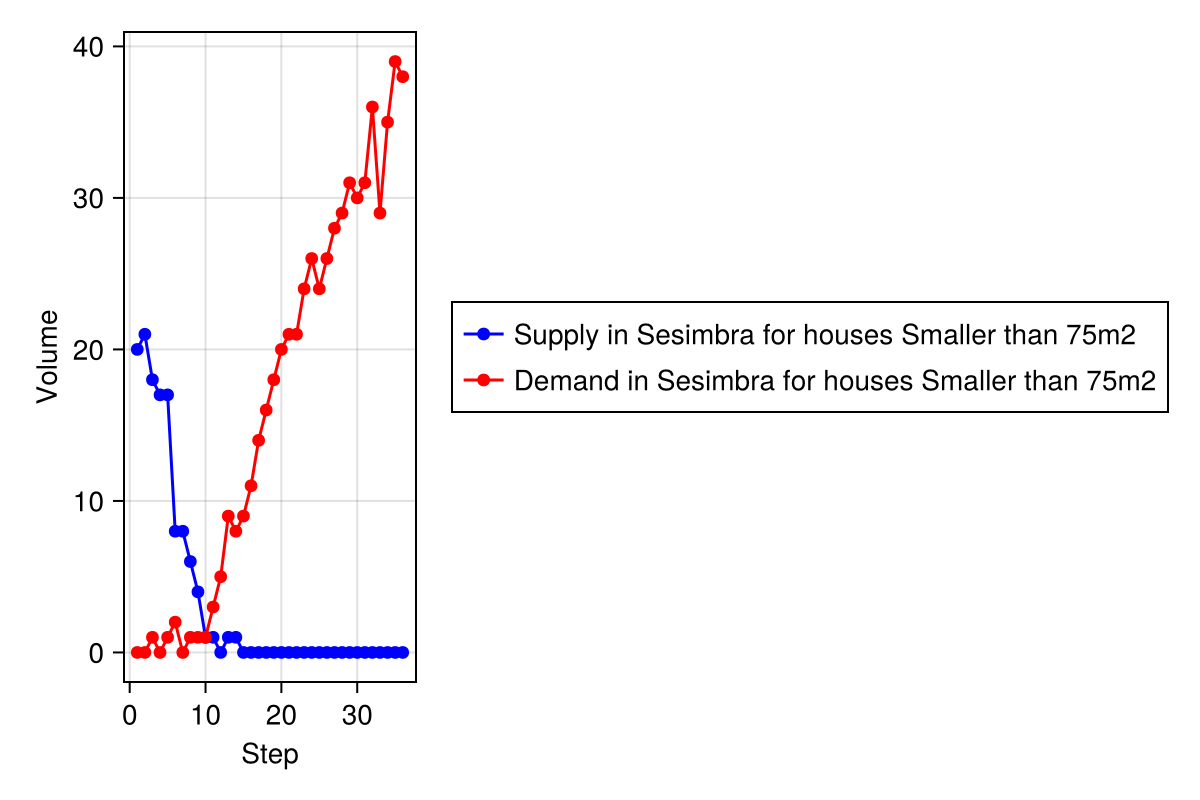 40
30
20
10
0
Volume
0 10 20 30
Step
Supply in Sesimbra for houses Smaller than 75m2
Demand in Sesimbra for houses Smaller than 75m2